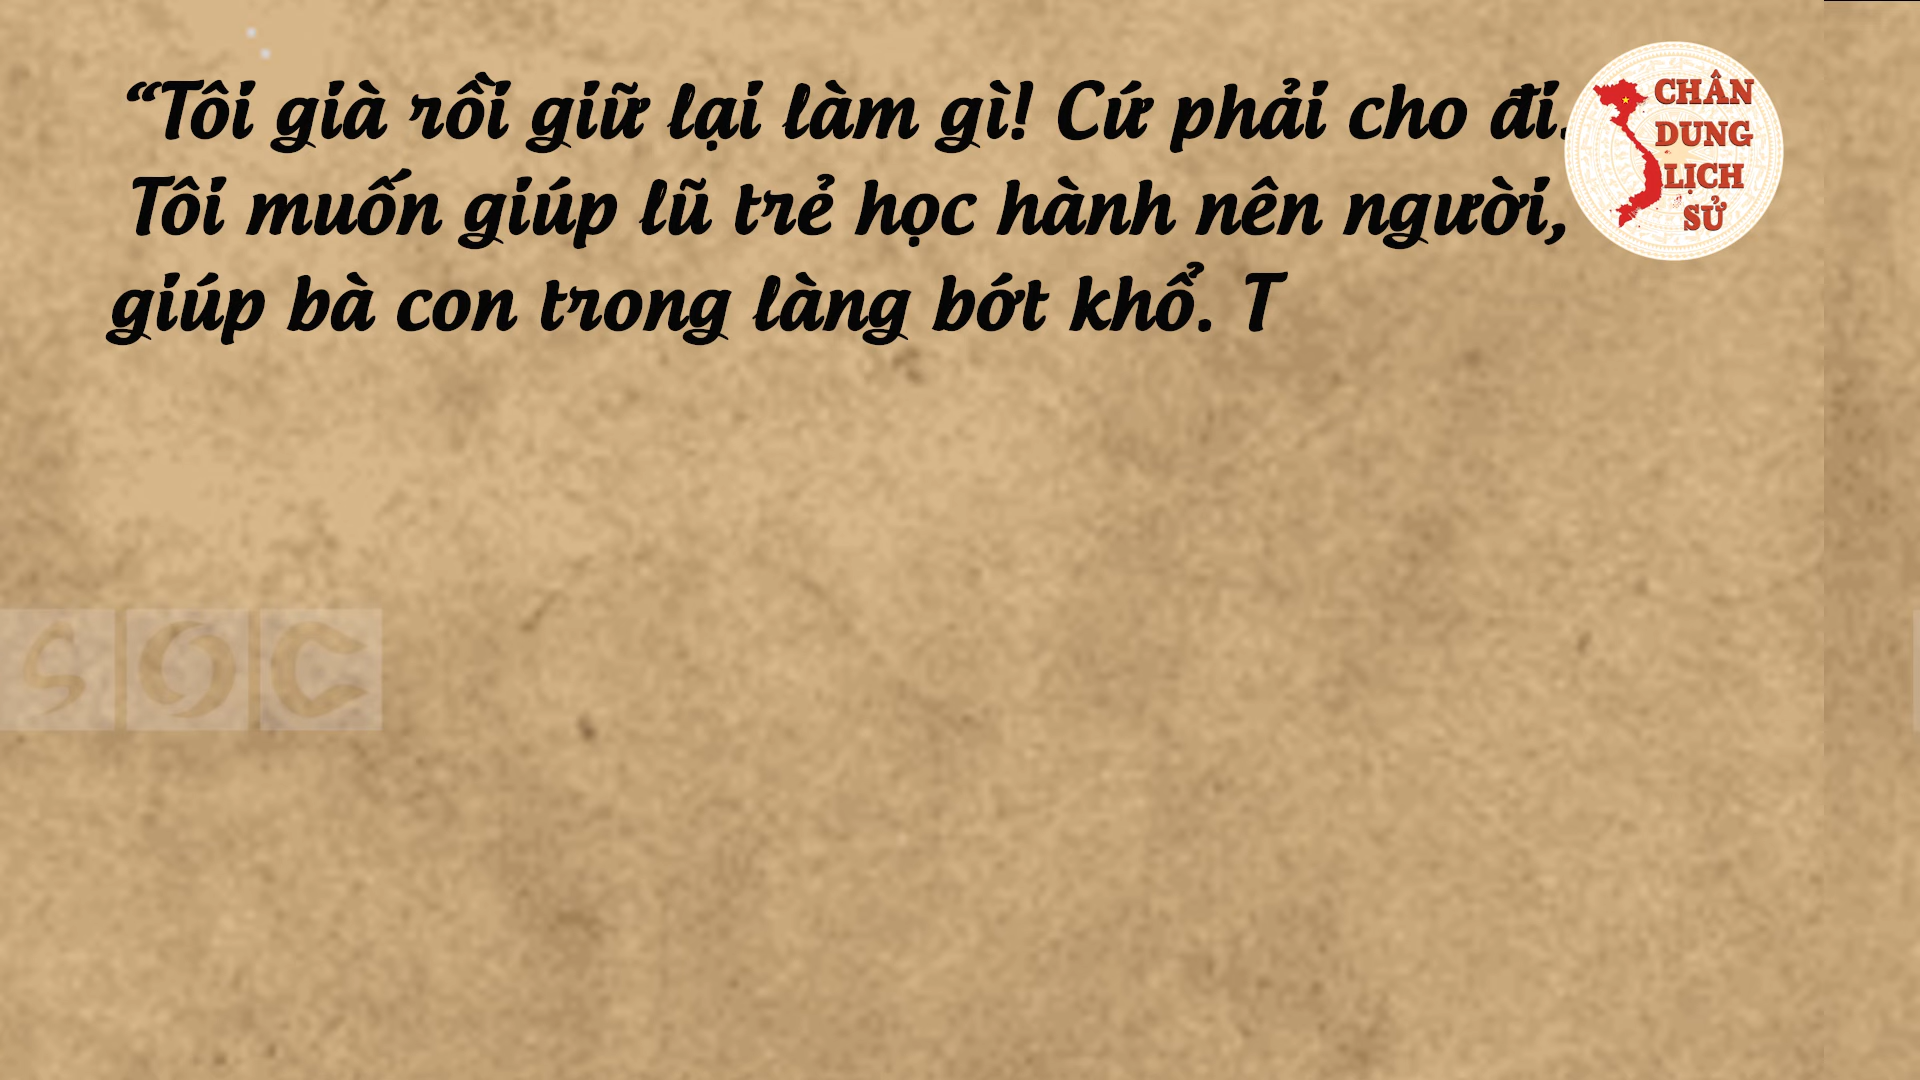 “Tôi già rồi giữ lại làm gì! Cứ phải cho đi.
Tôi muốn giúp lũ trẻ học hành nên người,
giúp bà con trong làng bớt khổ. T
CHÂN
DUNG
LỊCH
SỬ
SOC